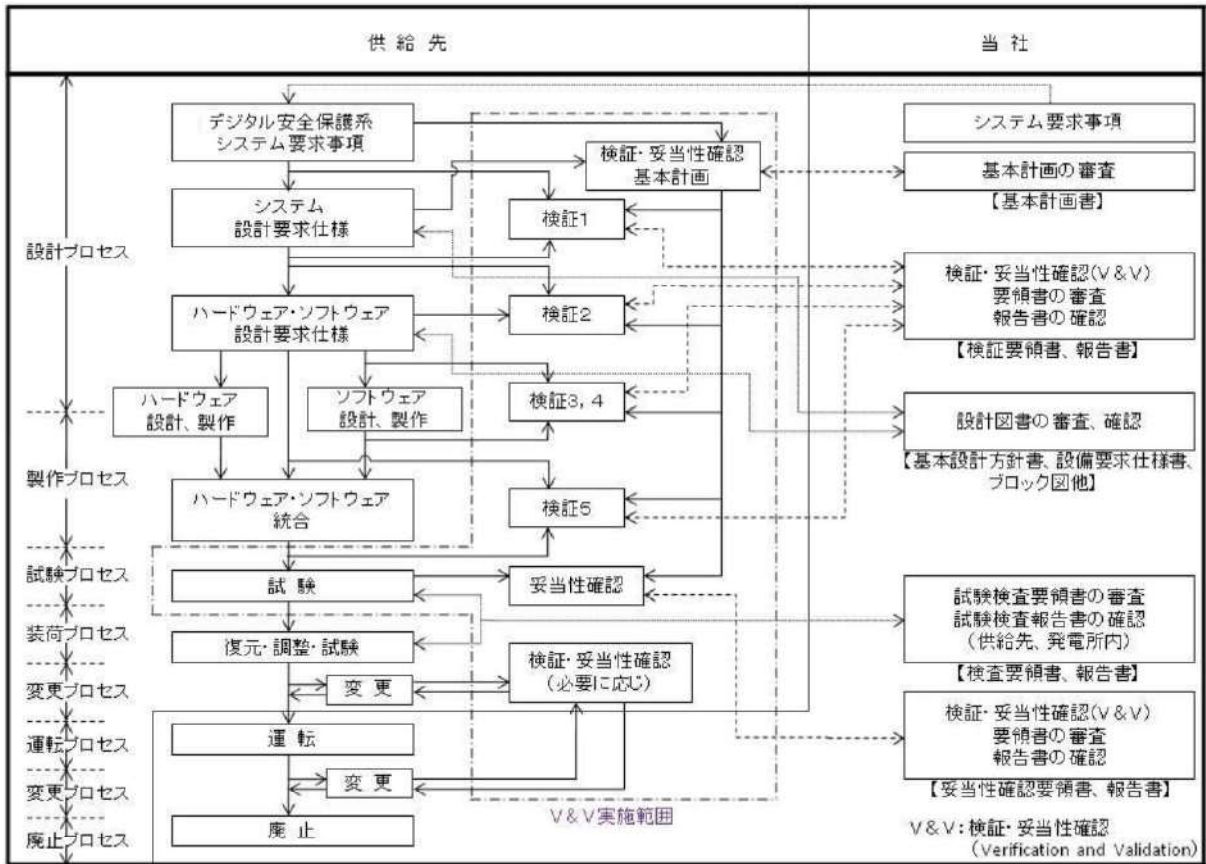 供給先
当社
設計プロセス
製作プロセス
試験プロセス
装荷プロセス
変更プロセス
運転プロセス
変更プロセス
廃止プロセス
デジタル安全保護系
システム要求事項
システム
設計要求仕様
ハードウェア・ソフトウェア
設計要求仕様
ハードウェア
設計、製作
ソフトウェア
設計、製作
ハードウェア・ソフトウェア
統合
試験
復元・調整・試験
変更
運転
変更
廃止
検証・妥当性確認
基本計画
検証1
検証2
検証3,4
検証5
妥当性確認
検証・妥当性確認
(必要に応じ)
V&V実施範囲
システム要求事項
基本計画の審査
【基本計画書】
検証・妥当性確認(V&V)
要領書の審査
報告書の確認
【検証要領書、報告書】
設計図書の審査、確認
【基本設計方針書、設備要求仕様書、
ブロック図他】
試験検査要領書の審査
試験検査報告書の確認
(供給先、発電所内)
【検査要領書、報告書】
検証・妥当性確認(V&V)
要領書の審査
報告書の確認
【妥当性確認要領書、報告書】
V&V:検証・妥当性確認
(Verification and Validation)